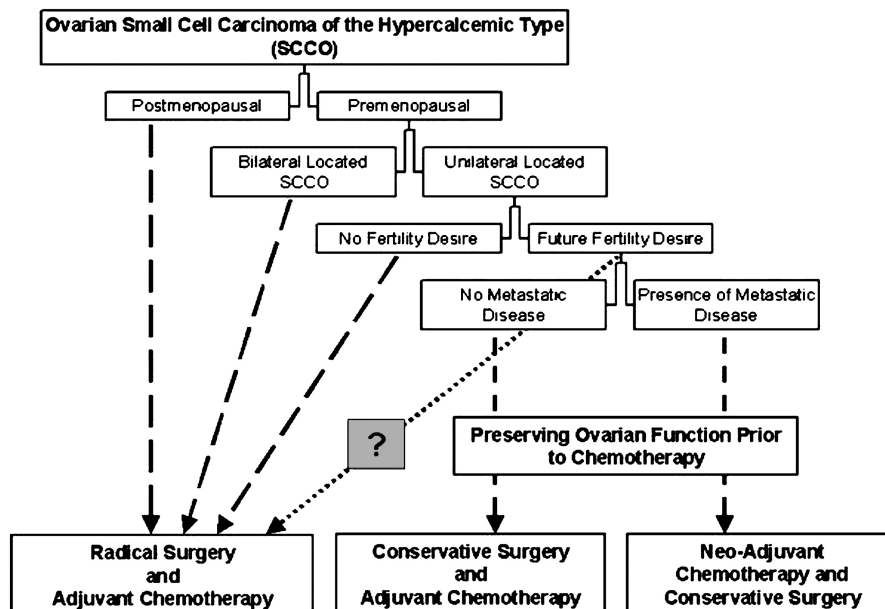 Ovarian Small Cell Carcinoma of the Hypercalcemic Type
(SCCO)
Postmenopausal
Premenopausal
Bilateral Located
SCCO
Unilateral Located
SCCO
No Fertility Desire
Future Fertility Desire
No Metastatic
Disease
Presence of Metastatic
Disease
?
Preserving Ovarian Function Prior
to Chemotherapy
Radical Surgery
and
Adjuvant Chemotherapy
Conservative Surgery
and
Adjuvant Chemotherapy
Neo-Adjuvant
Chemotherapy and
Conservative Surgery